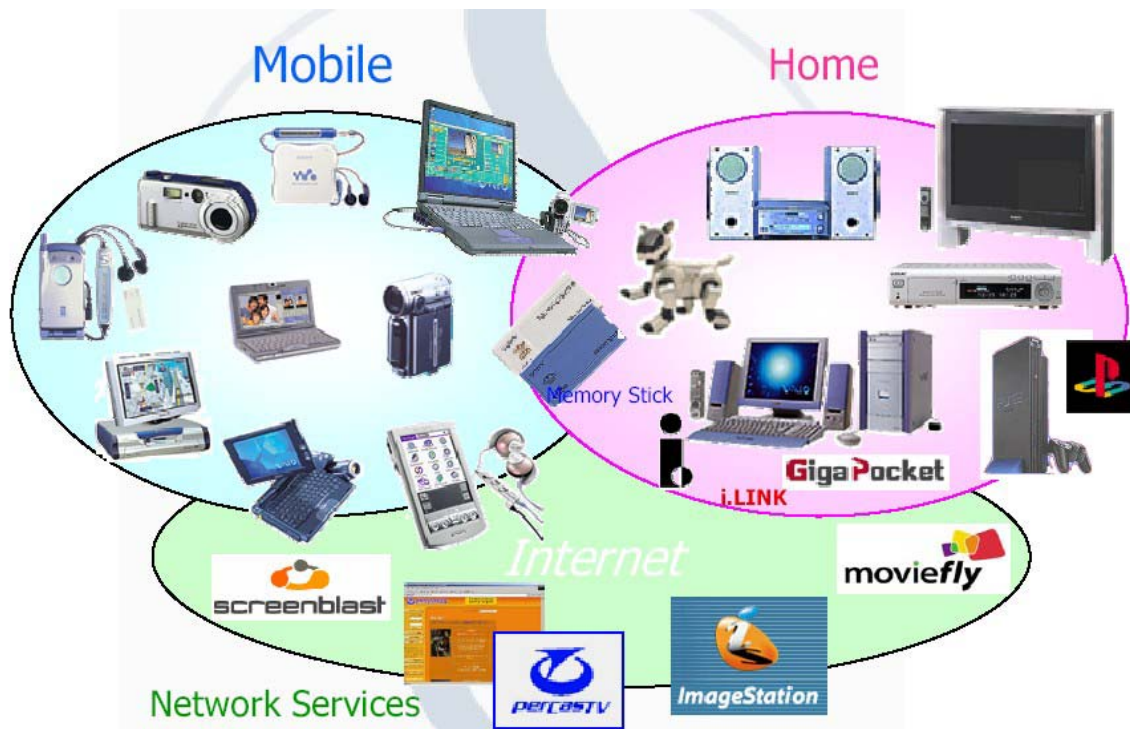 Mobile
Home
Memory Stick
i.LINK
GigaPocket
Internet
screenblast
moviefly
percasTV
ImageStation
Network Services